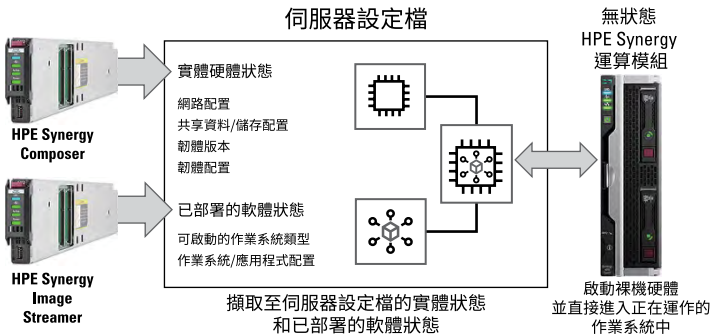 伺服器設定檔
HPE Synergy
Composer
實體硬體狀態
網路配置
共享資料/儲存配置
韌體版本
韌體配置
HPE Synergy
Image
Streamer
已部署的軟體狀態
可啟動的作業系統類型
作業系統/應用程式配置
擷取至伺服器設定檔的實體狀態
和已部署的軟體狀態
無狀態
HPE Synergy
運算模組
啟動裸機硬體
並直接進入正在運作的
作業系統中